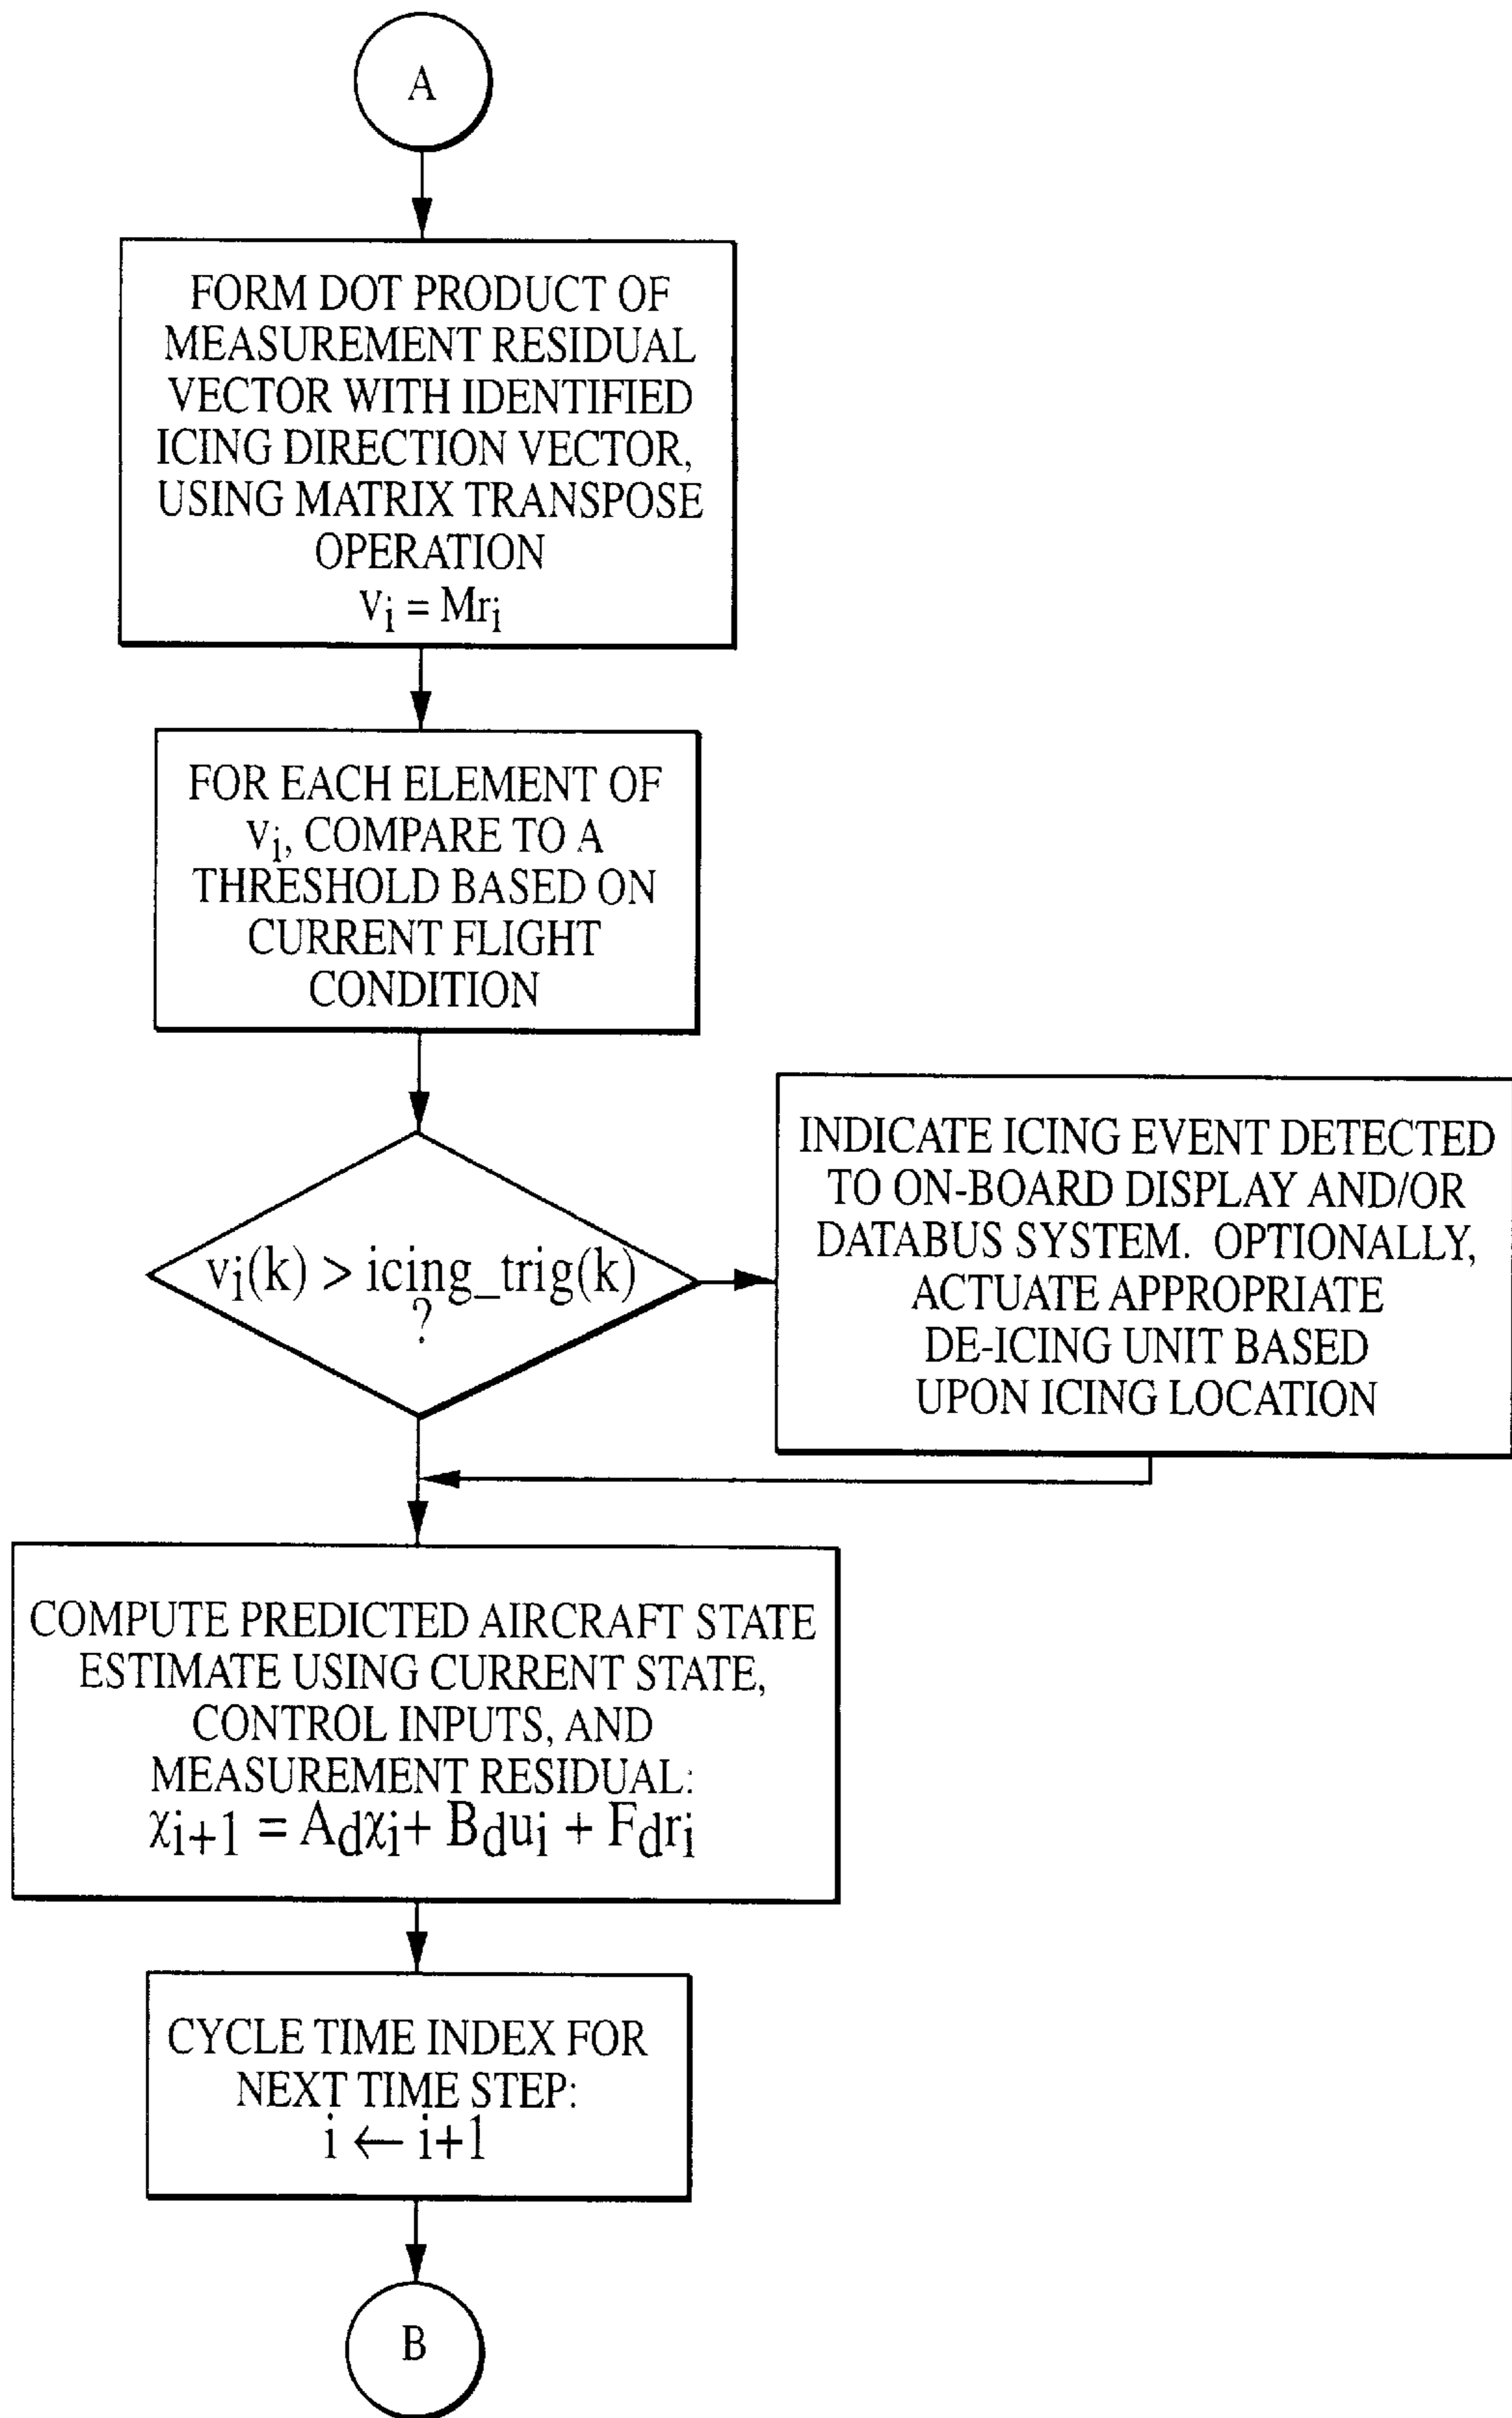 A
FORM DOT PRODUCT OF
MEASUREMENT RESIDUAL
VECTOR WITH IDENTIFIED
ICING DIRECTION VECTOR,
USING MATRIX TRANSPOSE
OPERATION
vᵢ = Mrᵢ
FOR EACH ELEMENT OF
vᵢ, COMPARE TO A
THRESHOLD BASED ON
CURRENT FLIGHT
CONDITION
vᵢ(k) > icing_trig(k)
?
INDICATE ICING EVENT DETECTED
TO ON-BOARD DISPLAY AND/OR
DATABUS SYSTEM. OPTIONALLY,
ACTUATE APPROPRIATE
DE-ICING UNIT BASED
UPON ICING LOCATION
COMPUTE PREDICTED AIRCRAFT STATE
ESTIMATE USING CURRENT STATE,
CONTROL INPUTS, AND
MEASUREMENT RESIDUAL:
χi+1 = Adχi+ Bdui + Fdri
CYCLE TIME INDEX FOR
NEXT TIME STEP:
i ← i+1
B